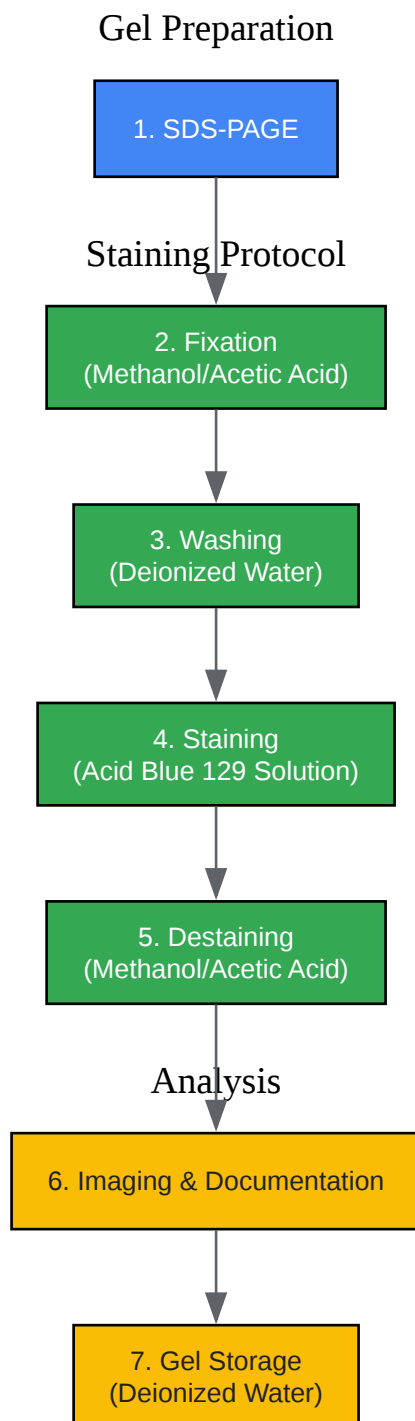 Gel Preparation
1. SDS-PAGE
Staining Protocol
2. Fixation
(Methanol/Acetic Acid)
3. Washing
(Deionized Water)
4. Staining
(Acid Blue 129 Solution)
5. Destaining
(Methanol/Acetic Acid)
Analysis
6. Imaging & Documentation
7. Gel Storage
(Deionized Water)